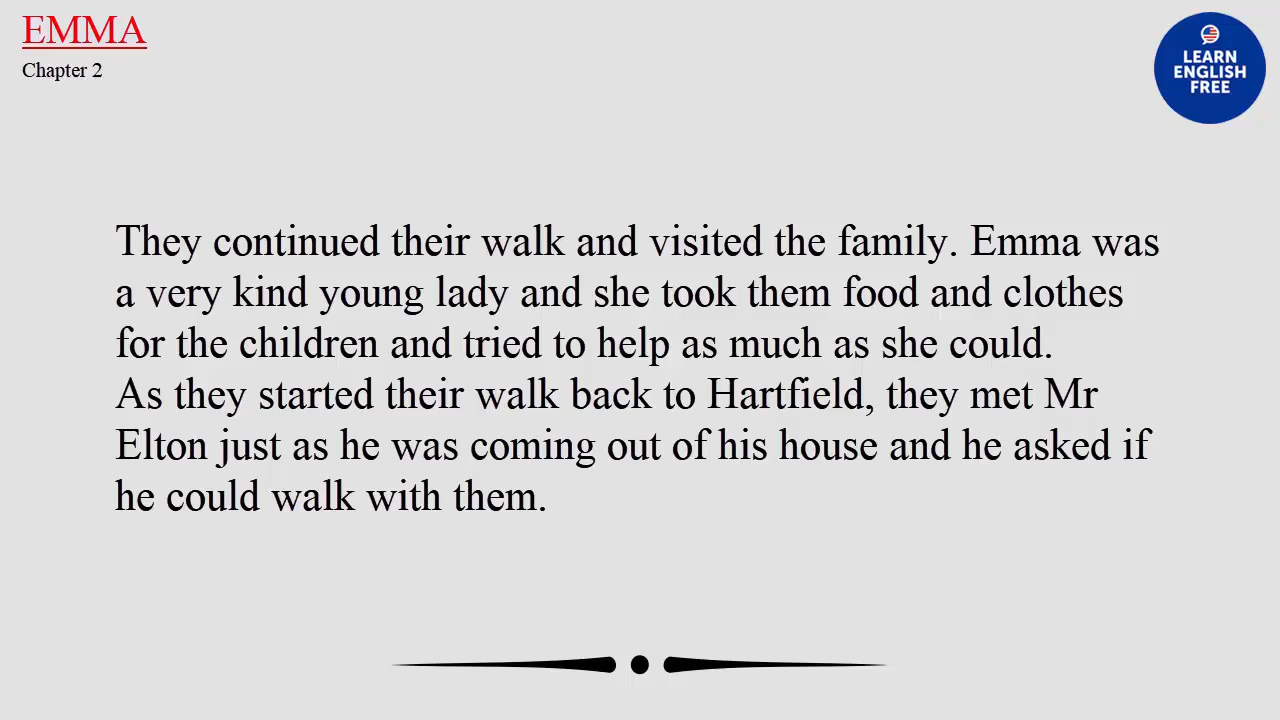 EMMA
Chapter 2
LEARN
ENGLISH
FREE
They continued their walk and visited the family. Emma was
a very kind young lady and she took them food and clothes
for the children and tried to help as much as she could.
As they started their walk back to Hartfield, they met Mr
Elton just as he was coming out of his house and he asked if
he could walk with them.